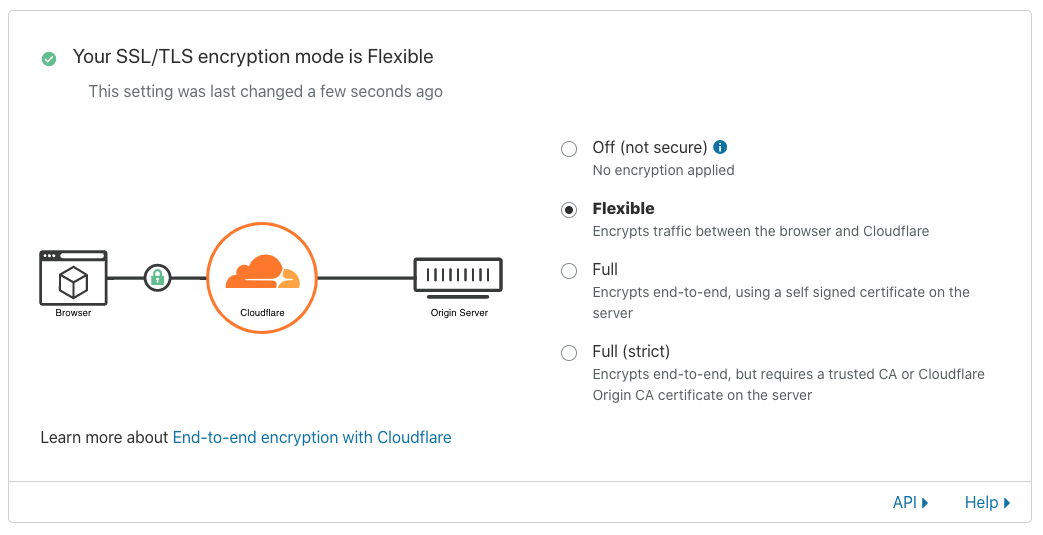 Your SSL/TLS encryption mode is Flexible
This setting was last changed a few seconds ago
Off (not secure)
No encryption applied
Flexible
Encrypts traffic between the browser and Cloudflare
Full
Encrypts end-to-end, using a self signed certificate on the
server
Full (strict)
Encrypts end-to-end, but requires a trusted CA or Cloudflare
Origin CA certificate on the server
Browser
Cloudflare
Origin Server
Learn more about End-to-end encryption with Cloudflare
API
Help